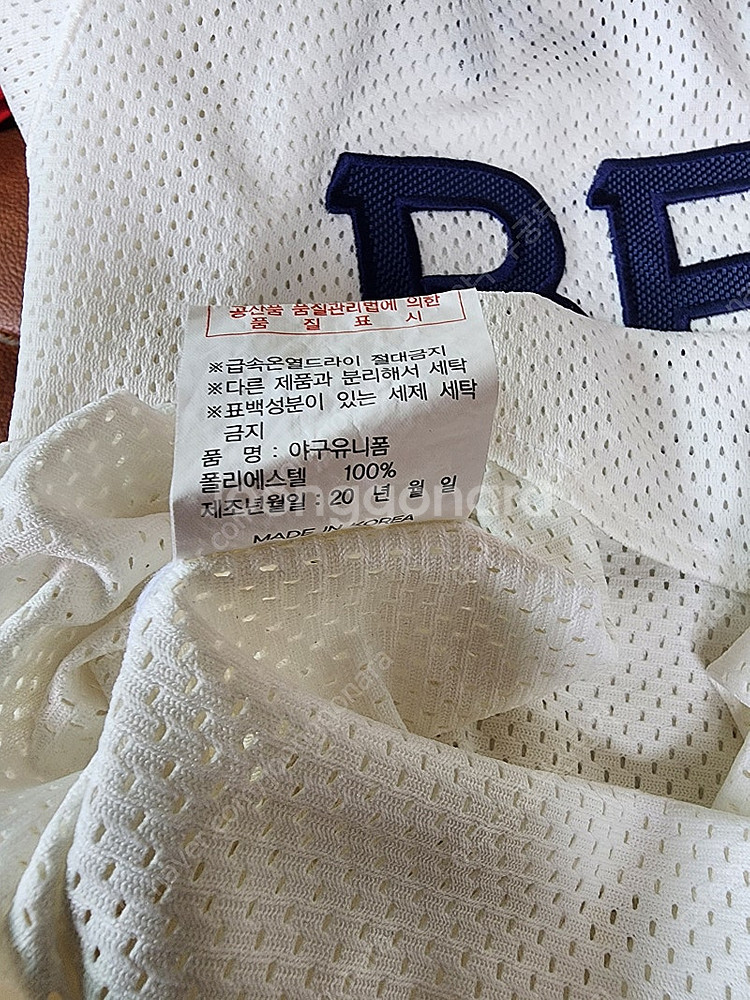 BE
공산품 품질관리법에 의한
품 질 표 시
※급속온열드라이 절대금지
※다른 제품과 분리해서 세탁
※표백성분이 있는 세제 세탁
금지
품 명 : 야구유니폼
폴리에스텔 100%
제조년월일 : 20 년 월 일
MADE IN KOREA
joonggonara